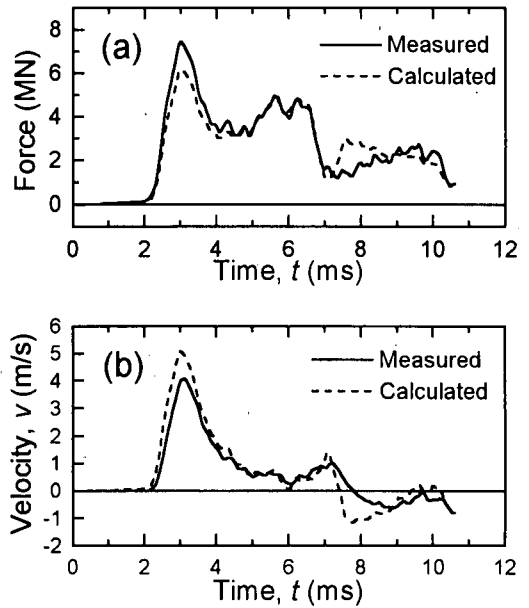 (a)
Measured
Calculated
Force (MN)
8
6
4
2
0
0 2 4 6 8 10 12
Time, t (ms)
(b)
Measured
Calculated
Velocity, v (m/s)
6
5
4
3
2
1
0
-1
-2
0 2 4 6 8 10 12
Time, t (ms)